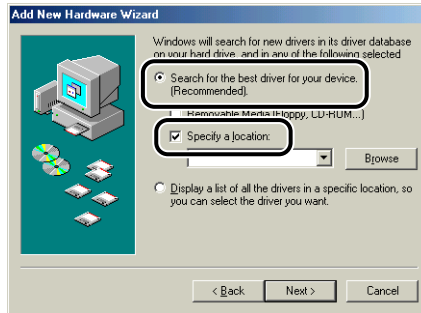 Add New Hardware Wizard
Windows will search for new drivers in its driver database
on your hard drive, and in any of the following selected
Search for the best driver for your device.
(Recommended).
Removable Media (Floppy, CD-ROM...)
Specify a location:
Browse
Display a list of all the drivers in a specific location, so
you can select the driver you want.
< Back
Next >
Cancel